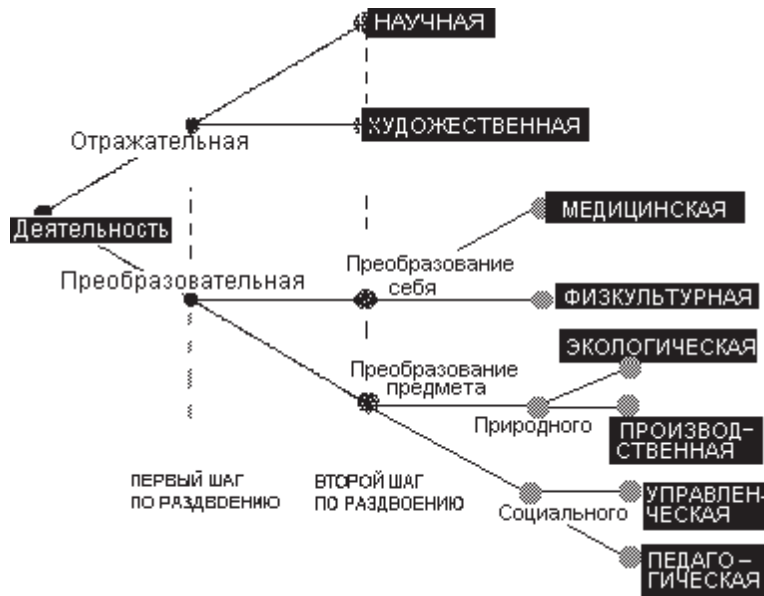 НАУЧНАЯ
ХУДОЖЕСТВЕННАЯ
Отражательная
МЕДИЦИНСКАЯ
Деятельность
Преобразование
себя
Преобразовательная
ФИЗКУЛЬТУРНАЯ
ЭКОЛОГИЧЕСКАЯ
Преобразование
предмета
Природного
ПРОИЗВОД-
СТВЕННАЯ
ПЕРВЫЙ ШАГ
ПО РАЗДВОЕНИЮ
ВТОРОЙ ШАГ
ПО РАЗДВОЕНИЮ
Социального
УПРАВЛЕН-
ЧЕСКАЯ
ПЕДАГО-
ГИЧЕСКАЯ